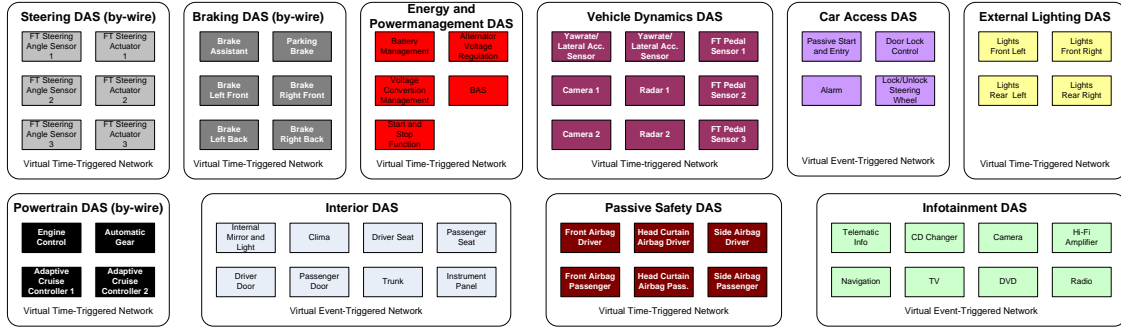 Steering DAS (by-wire)
FT Steering
Angle Sensor
1
FT Steering
Actuator
1
FT Steering
Angle Sensor
2
FT Steering
Actuator
2
FT Steering
Angle Sensor
3
FT Steering
Actuator
3
Virtual Time-Triggered Network
Braking DAS (by-wire)
Brake
Assistant
Parking
Brake
Brake
Left Front
Brake
Right Front
Brake
Left Back
Brake
Right Back
Virtual Time-Triggered Network
Energy and
Powermanagement DAS
Battery
Management
Alternator
Voltage
Regulation
Voltage
Conversion
Management
BAS
Start and
Stop
Function
Virtual Time-Triggered Network
Vehicle Dynamics DAS
Yawrate/
Lateral Acc.
Sensor
Yawrate/
Lateral Acc.
Sensor
FT Pedal
Sensor 1
Camera 1
Radar 1
FT Pedal
Sensor 2
Camera 2
Radar 2
FT Pedal
Sensor 3
Virtual Time-triggered Network
Car Access DAS
Passive Start
and Entry
Door Lock
Control
Alarm
Lock/Unlock
Steering
Wheel
Virtual Event-Triggered Network
External Lighting DAS
Lights
Front Left
Lights
Front Right
Lights
Rear Left
Lights
Rear Right
Virtual Time-Triggered Network
Powertrain DAS (by-wire)
Engine
Control
Automatic
Gear
Adaptive
Cruise
Controller 1
Adaptive
Cruise
Controller 2
Virtual Time-Triggered Network
Interior DAS
Internal
Mirror and
Light
Clima
Driver Seat
Passenger
Seat
Driver
Door
Passenger
Door
Trunk
Instrument
Panel
Virtual Event-Triggered Network
Passive Safety DAS
Front Airbag
Driver
Head Curtain
Airbag Driver
Side Airbag
Driver
Front Airbag
Passenger
Head Curtain
Airbag Pass.
Side Airbag
Passenger
Virtual Time-Triggered Network
Infotainment DAS
Telematic
Info
CD Changer
Camera
Hi-Fi
Amplifier
Navigation
TV
DVD
Radio
Virtual Event-Triggered Network